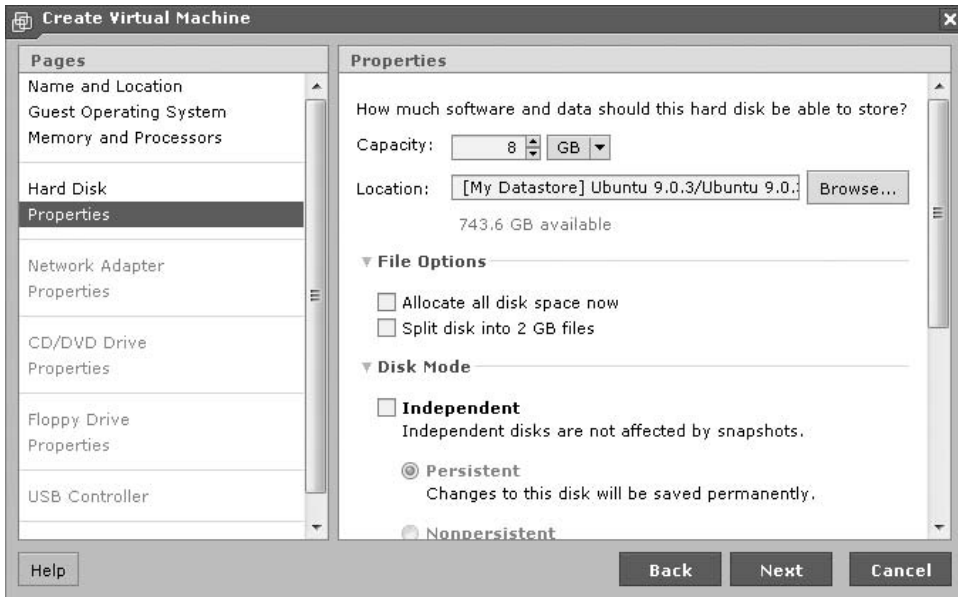 Create Virtual Machine
Pages
Name and Location
Guest Operating System
Memory and Processors
Hard Disk
Properties
Network Adapter
Properties
CD/DVD Drive
Properties
Floppy Drive
Properties
USB Controller
Properties
How much software and data should this hard disk be able to store?
Capacity: 8 GB
Location: [My Datastore] Ubuntu 9.0.3/Ubuntu 9.0. Browse...
743.6 GB available
File Options
Allocate all disk space now
Split disk into 2 GB files
Disk Mode
Independent
Independent disks are not affected by snapshots.
Persistent
Changes to this disk will be saved permanently.
Nonpersistent
Help Back Next Cancel